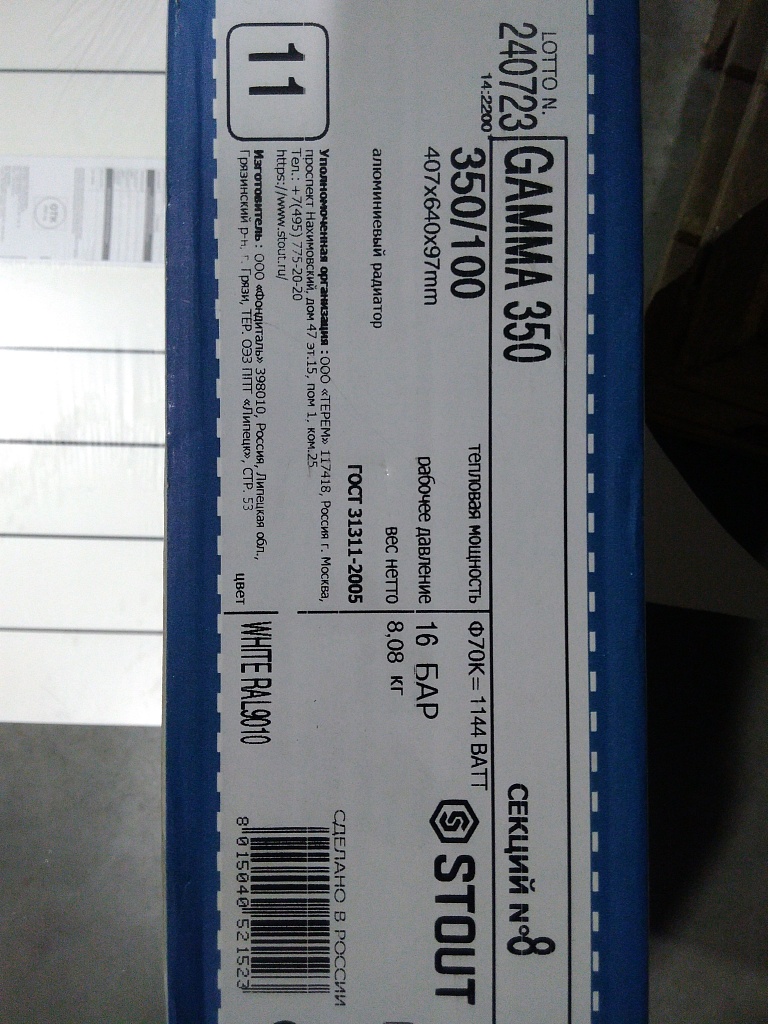 LOTTO N.
240723
14:2200
GAMMA 350
СЕКЦИЙ N°8
350/100
407x640x97mm
тепловая мощность
Φ70K= 1144 ВАТТ
рабочее давление
16 БАР
вес нетто
8,08 кг
STOUT
алюминиевый радиатор
ГОСТ 31311-2005
11
Уполномоченная организация : ООО «ТЕРЕМ» 117418, Россия г. Москва,
проспект Нахимовский, дом 47 эт.15, пом 1, ком.25
Тел.: +7(495) 775-20-20
https://www.stout.ru/
Изготовитель : ООО «Фондиталь» 398010, Россия, Липецкая обл.,
Грязинский р-н, г. Грязи, ТЕР. ОЭЗ ППТ «Липецк», СТР. 53
цвет
WHITE RAL9010
СДЕЛАНО В РОССИИ
8 015040 521523